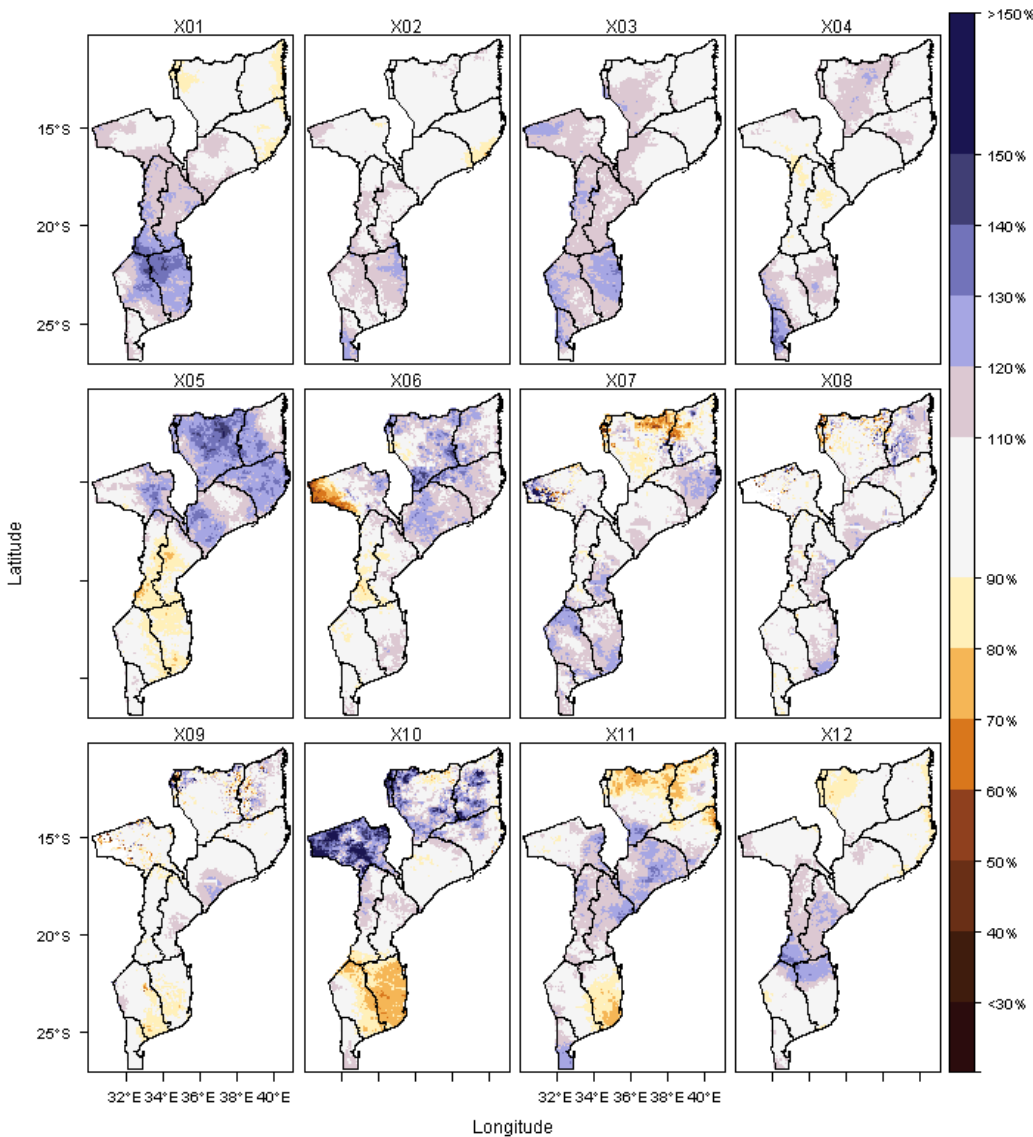 X01 X02 X03 X04
>150%
150%
140%
130%
120%
110%
90%
80%
70%
60%
50%
40%
<30%
15°S
20°S
25°S
X05 X06 X07 X08
Latitude
X09 X10 X11 X12
15°S
20°S
25°S
32°E 34°E 36°E 38°E 40°E
32°E 34°E 36°E 38°E 40°E
Longitude